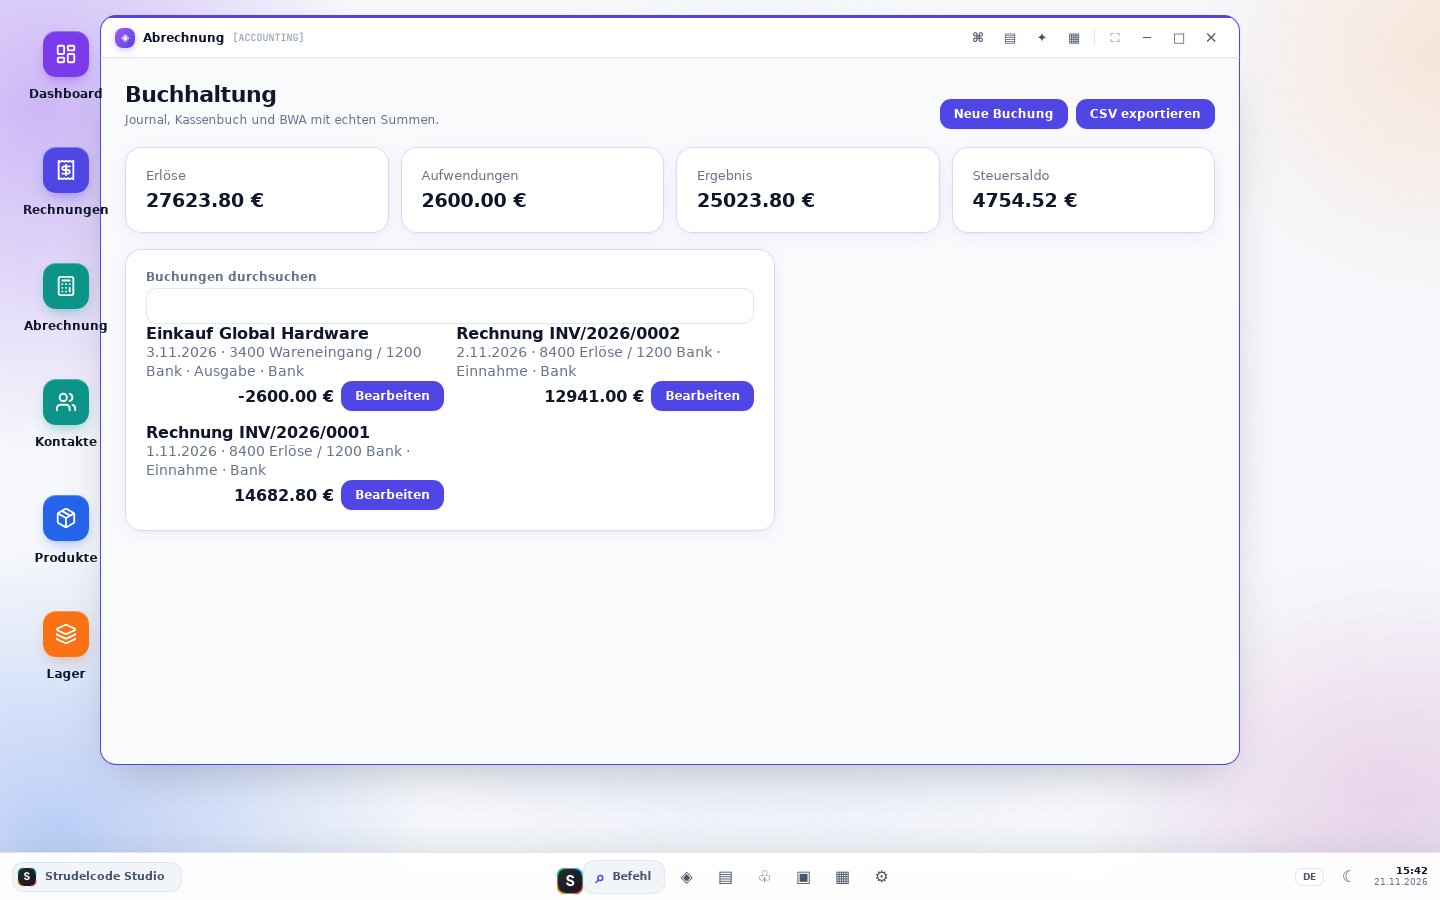 Dashboard
Rechnungen
Abrechnung
Kontakte
Produkte
Lager
Abrechnung [ACCOUNTING]
Buchhaltung
Journal, Kassenbuch und BWA mit echten Summen.
Neue Buchung
CSV exportieren
Erlöse
27623.80 €
Aufwendungen
2600.00 €
Ergebnis
25023.80 €
Steuersaldo
4754.52 €
Buchungen durchsuchen
Einkauf Global Hardware
3.11.2026 · 3400 Wareneingang / 1200
Bank · Ausgabe · Bank
-2600.00 €
Bearbeiten
Rechnung INV/2026/0002
2.11.2026 · 8400 Erlöse / 1200 Bank ·
Einnahme · Bank
12941.00 €
Bearbeiten
Rechnung INV/2026/0001
1.11.2026 · 8400 Erlöse / 1200 Bank ·
Einnahme · Bank
14682.80 €
Bearbeiten
S Strudelcode Studio
S
Befehl
DE
15:42
21.11.2026